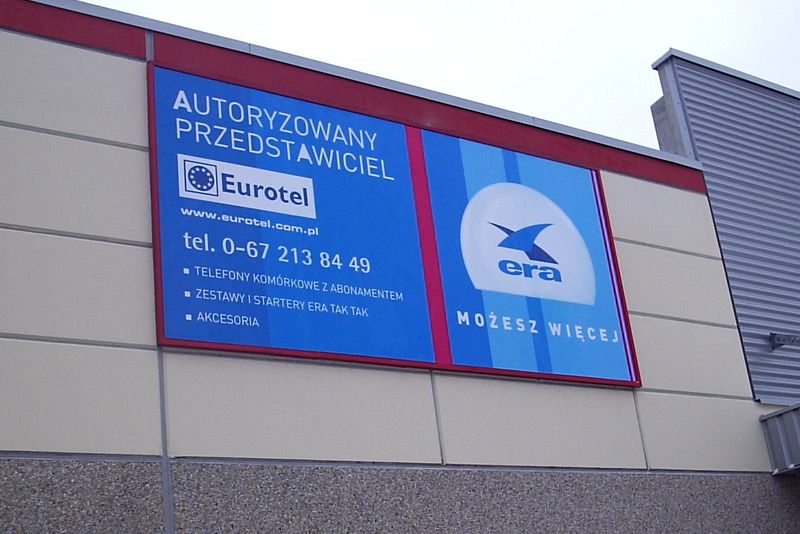 AUTORYZOWANY
PRZEDSTAWICIEL
Eurotel
www.eurotel.com.pl
tel. 0-67 213 84 49
TELEFONY KOMÓRKOWE Z ABONAMENTEM
ZESTAWY I STARTERY ERA TAK TAK
AKCESORIA
era
MOŻESZ WIĘCEJ